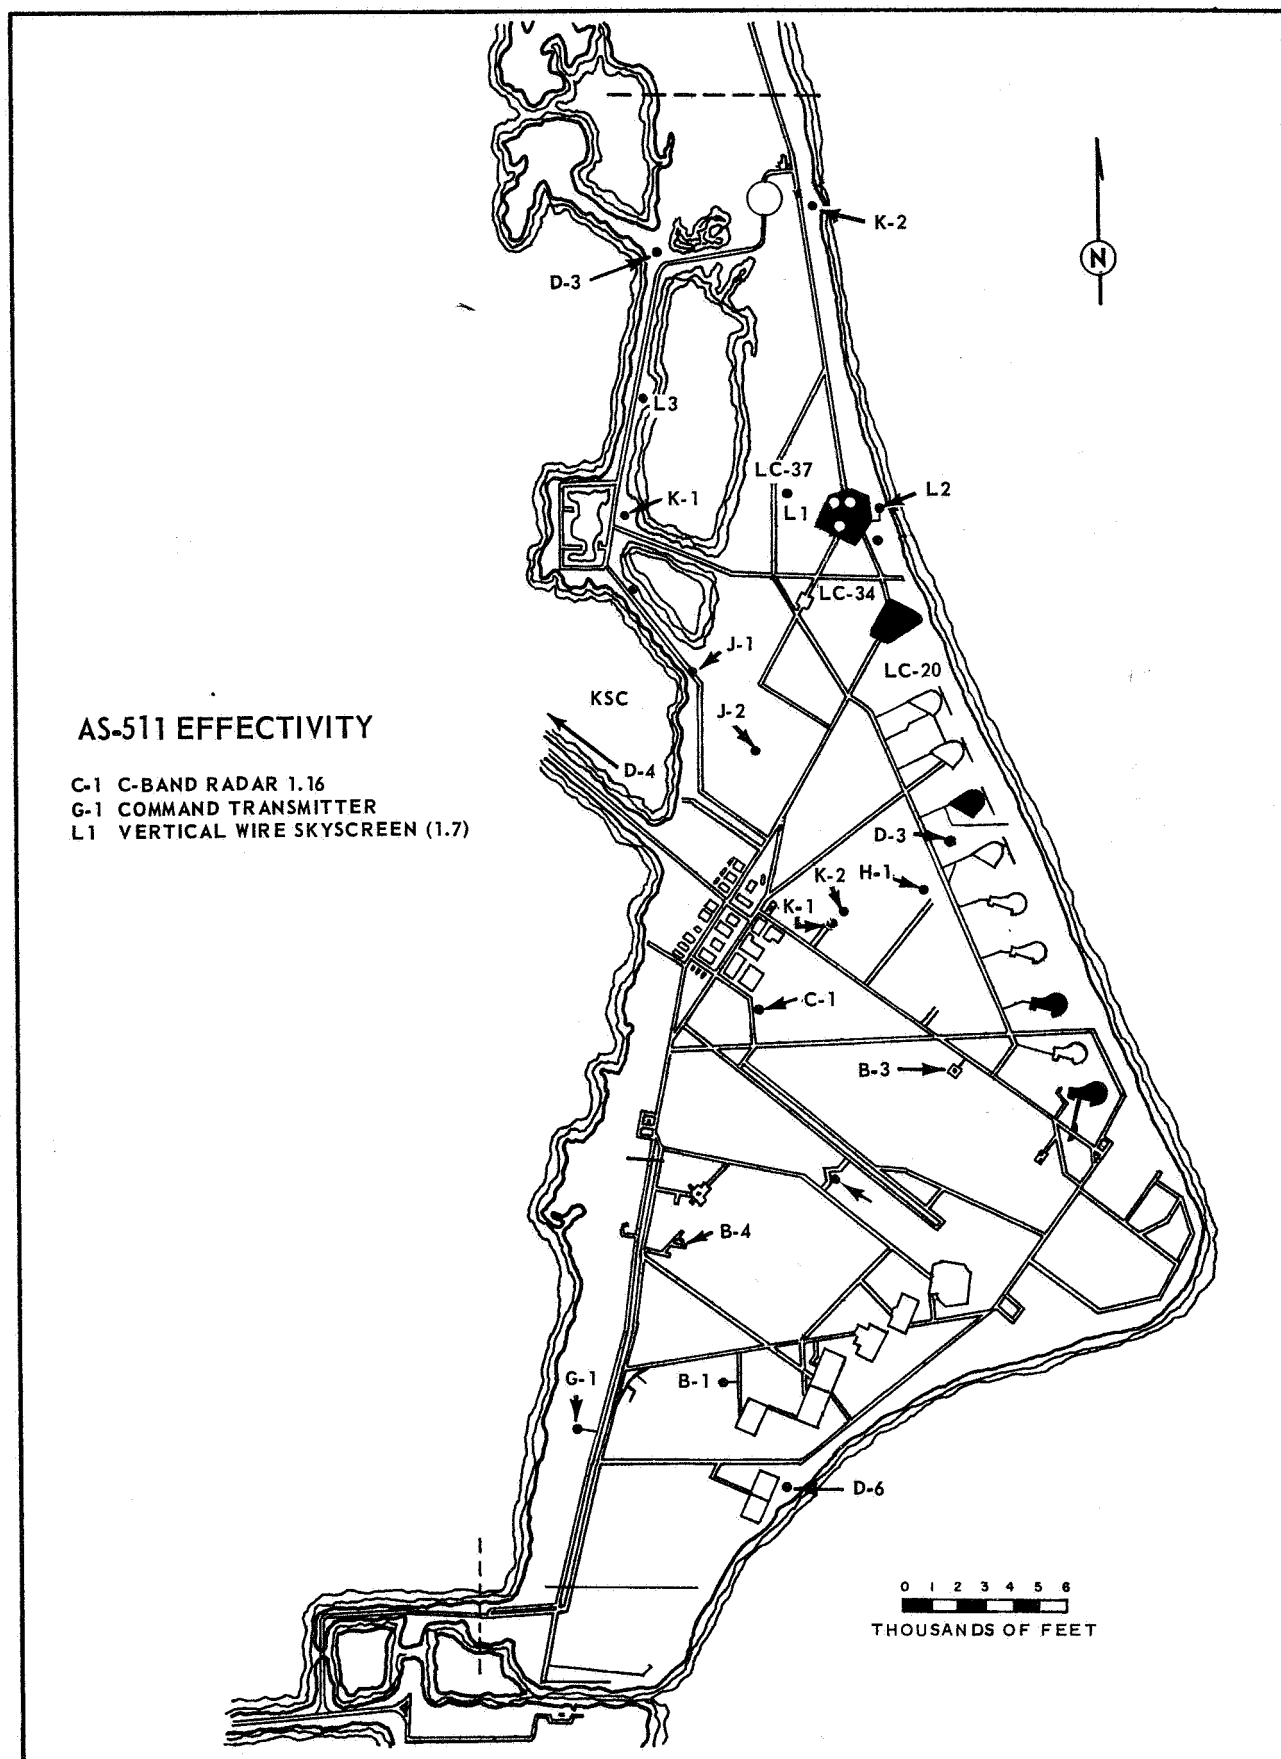 K-2
N
D-3
L3
LC-37
K-1
L1
L2
LC-34
J-1
LC-20
KSC
J-2
AS-511 EFFECTIVITY
D-4
C-1 C-BAND RADAR 1.16
G-1 COMMAND TRANSMITTER
L1 VERTICAL WIRE SKYSCREEN (1.7)
D-3
K-2
H-1
K-1
C-1
B-3
B-4
G-1
B-1
D-6
0 1 2 3 4 5 6
THOUSANDS OF FEET